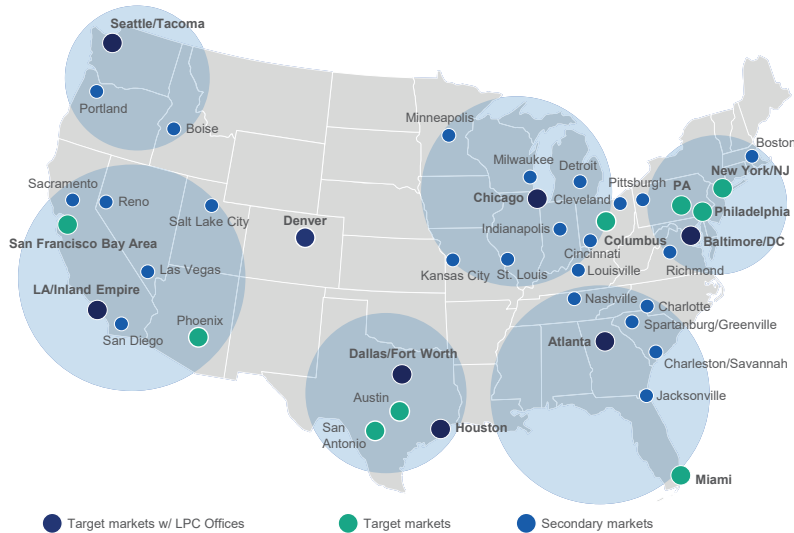 Seattle/Tacoma
Portland
Boise
Sacramento
Reno
Salt Lake City
San Francisco Bay Area
Las Vegas
LA/Inland Empire
San Diego
Phoenix
Denver
Minneapolis
Milwaukee
Detroit
Chicago
Cleveland
Pittsburgh
Indianapolis
Columbus
Cincinnati
Kansas City
St. Louis
Louisville
Boston
New York/NJ
PA
Philadelphia
Baltimore/DC
Richmond
Nashville
Charlotte
Spartanburg/Greenville
Atlanta
Charleston/Savannah
Jacksonville
Miami
Dallas/Fort Worth
Austin
San
Antonio
Houston
Target markets w/ LPC Offices
Target markets
Secondary markets